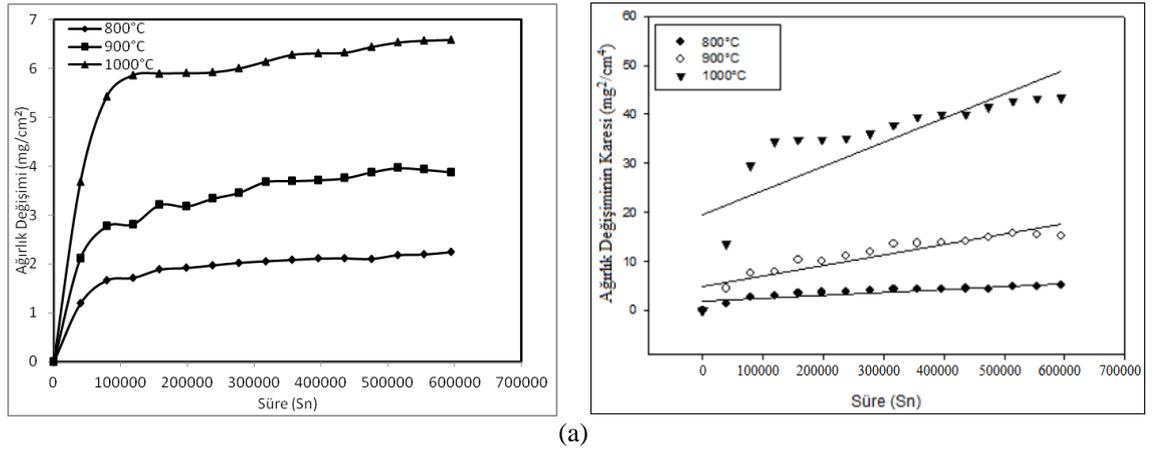 800°C
900°C
1000°C
Ağırlık Değişimi (mg/cm²)
7
6
5
4
3
2
1
0
0 100000 200000 300000 400000 500000 600000 700000
Süre (Sn)
800°C
900°C
1000°C
Ağırlık Değişiminin Karesi (mg²/cm⁴)
60
50
40
30
20
10
0
0 100000 200000 300000 400000 500000 600000 700000
Süre (Sn)
(a)